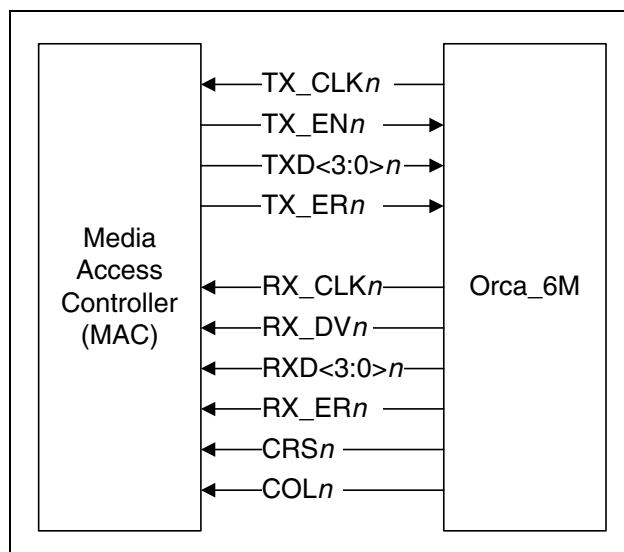 TX_CLKn
TX_ENn
TXD<3:0>n
TX_ERn
Media
Access
Controller
(MAC)
RX_CLKn
Orca_6M
RX_DVn
RXD<3:0>n
RX_ERn
CRSn
COLn